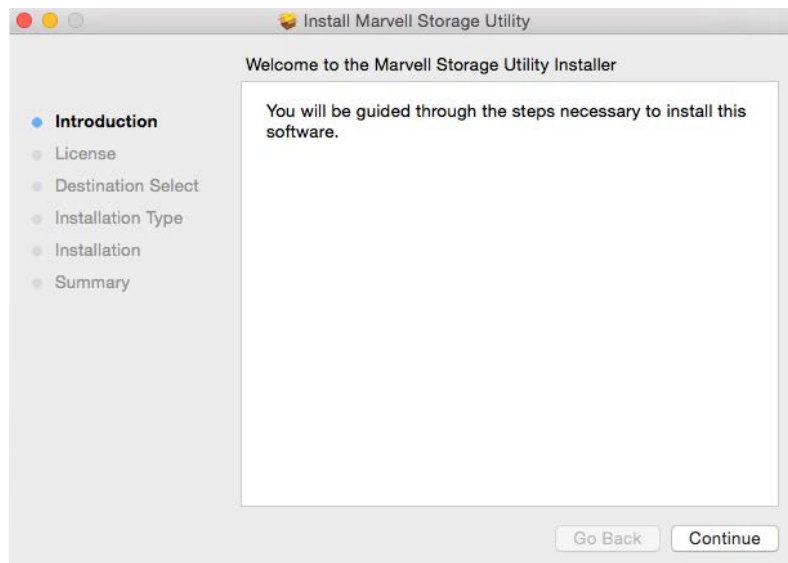 Install Marvell Storage Utility
Welcome to the Marvell Storage Utility Installer
Introduction
License
Destination Select
Installation Type
Installation
Summary
You will be guided through the steps necessary to install this
software.
Go Back
Continue